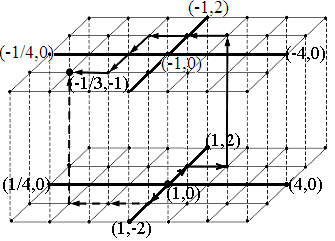 (-1,2)
(-1/4,0) (-1,0) (-4,0)
(-1/3,-1)
(1,2)
(1/4,0) (1,0) (4,0)
(1,-2)